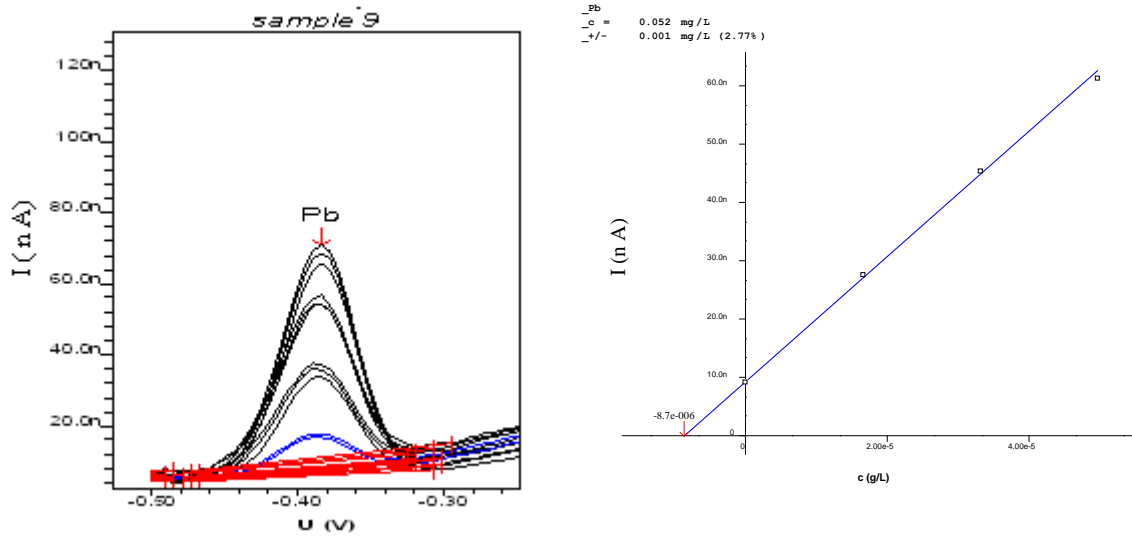 sample 9
120n
100n
80.0n
60.0n
40.0n
20.0n
I (nA)
Pb
-0.50
-0.40
-0.30
U (V)
_Pb
_c = 0.052 mg/L
_+/- 0.001 mg/L (2.77%)
60.0n
50.0n
40.0n
30.0n
20.0n
10.0n
0
I (nA)
-8.7e-006
2.00e-5
4.00e-5
c (g/L)